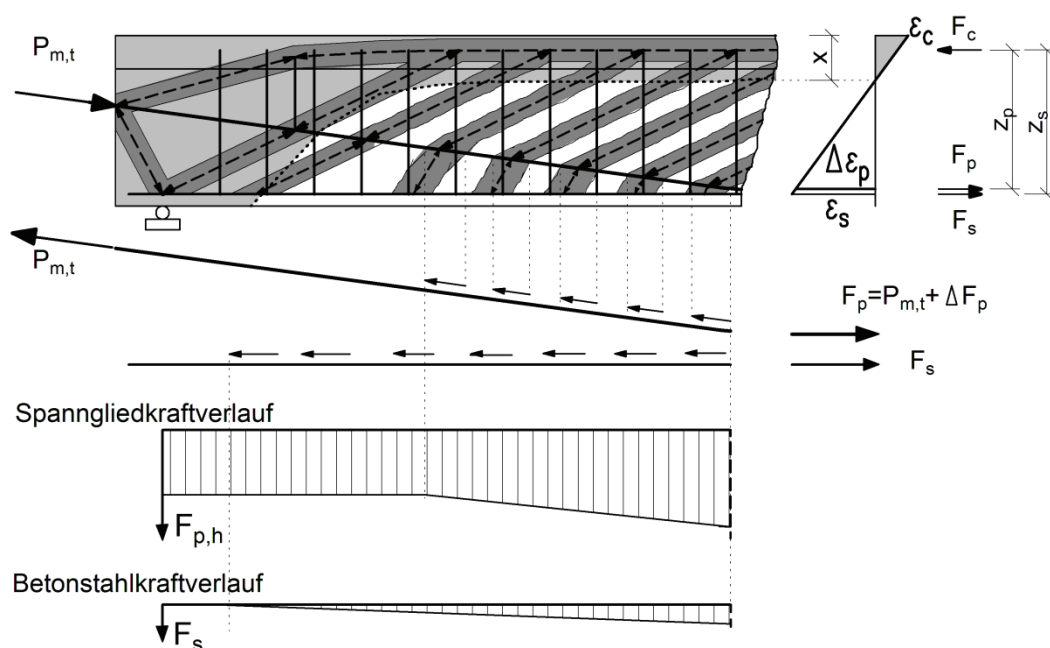 P_m,t
x
ε_c
F_c
z_p
z_s
Δε_p
F_p
ε_s
F_s
P_m,t
F_p=P_m,t+ΔF_p
F_s
Spanngliedkraftverlauf
F_p,h
Betonstahlkraftverlauf
F_s